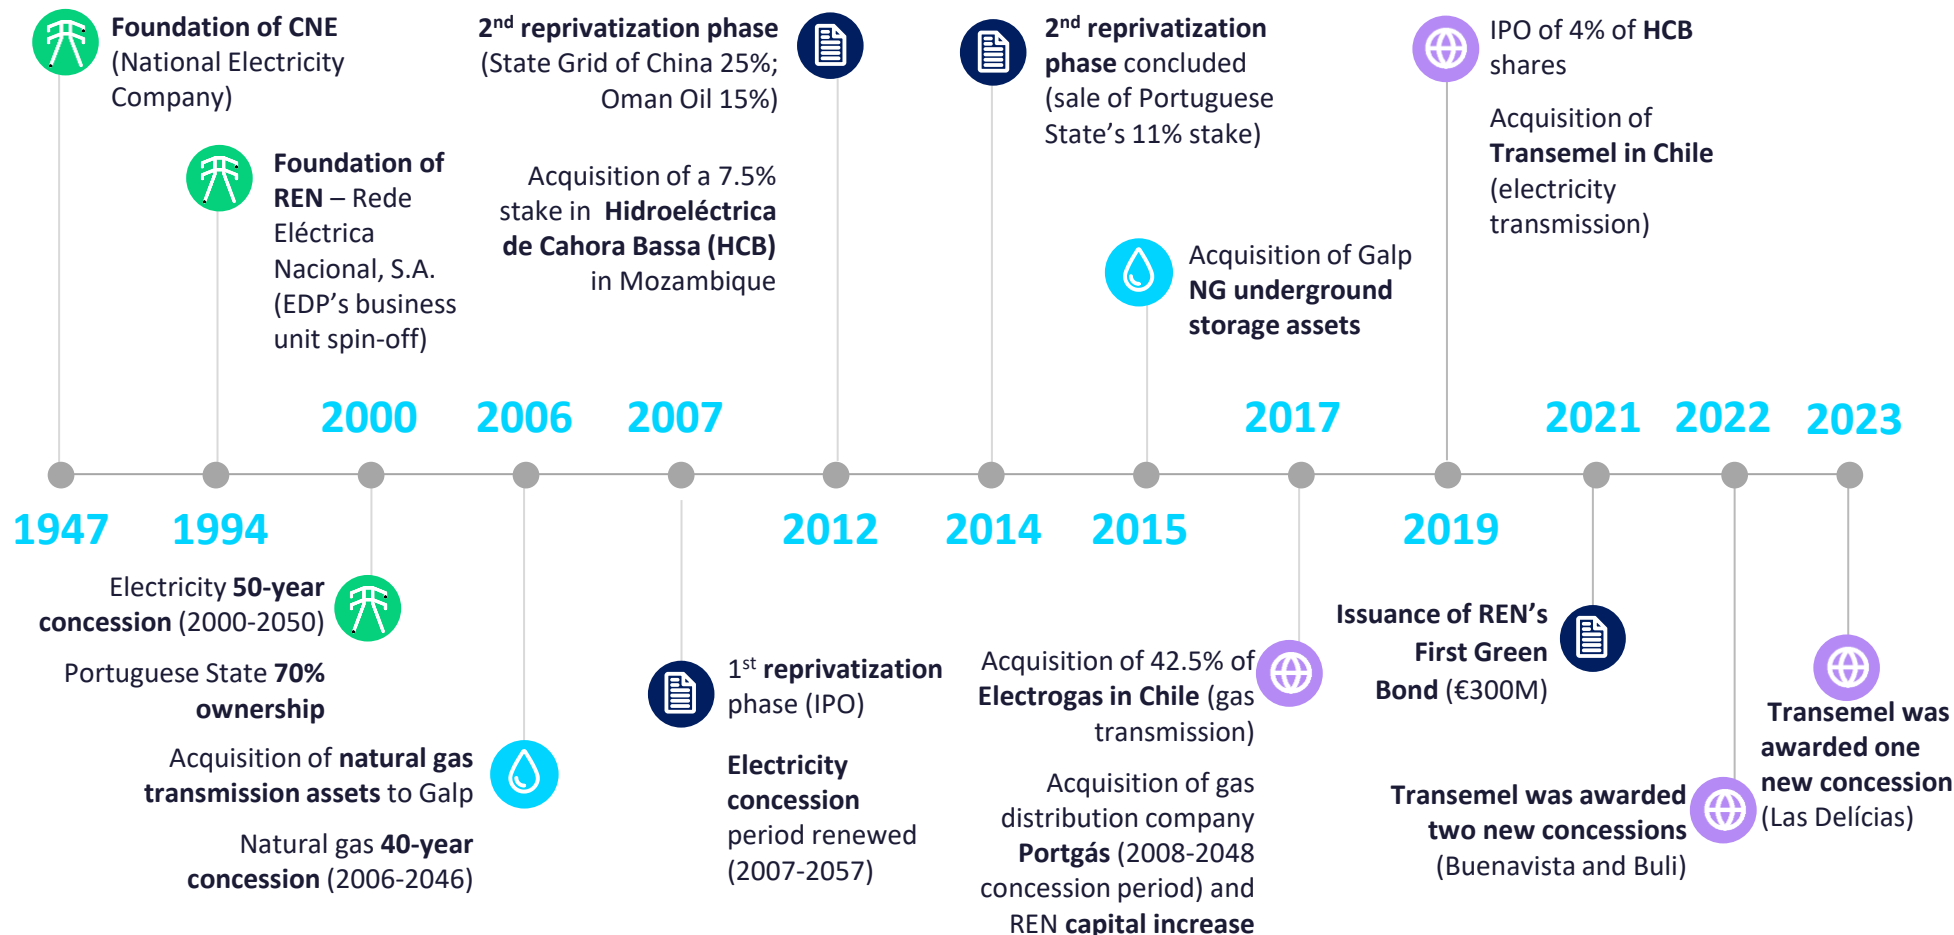 Foundation of CNE
(National Electricity
Company)
Foundation of
REN – Rede
Eléctrica
Nacional, S.A.
(EDP's business
unit spin-off)
2nd reprivatization phase
(State Grid of China 25%;
Oman Oil 15%)
Acquisition of a 7.5%
stake in Hidroeléctrica
de Cahora Bassa (HCB)
in Mozambique
2nd reprivatization
phase concluded
(sale of Portuguese
State's 11% stake)
Acquisition of Galp
NG underground
storage assets
IPO of 4% of HCB
shares
Acquisition of
Transemel in Chile
(electricity
transmission)
2000 2006 2007 2017 2021 2022 2023
1947 1994 2012 2014 2015 2019
Electricity 50-year
concession (2000-2050)
Portuguese State 70%
ownership
Acquisition of natural gas
transmission assets to Galp
Natural gas 40-year
concession (2006-2046)
1st reprivatization
phase (IPO)
Electricity
concession
period renewed
(2007-2057)
Acquisition of 42.5% of
Electrogas in Chile (gas
transmission)
Acquisition of gas
distribution company
Portgás (2008-2048
concession period) and
REN capital increase
Issuance of REN's
First Green
Bond (€300M)
Transemel was awarded
two new concessions
(Buenavista and Buli)
Transemel was
awarded one
new concession
(Las Delícias)